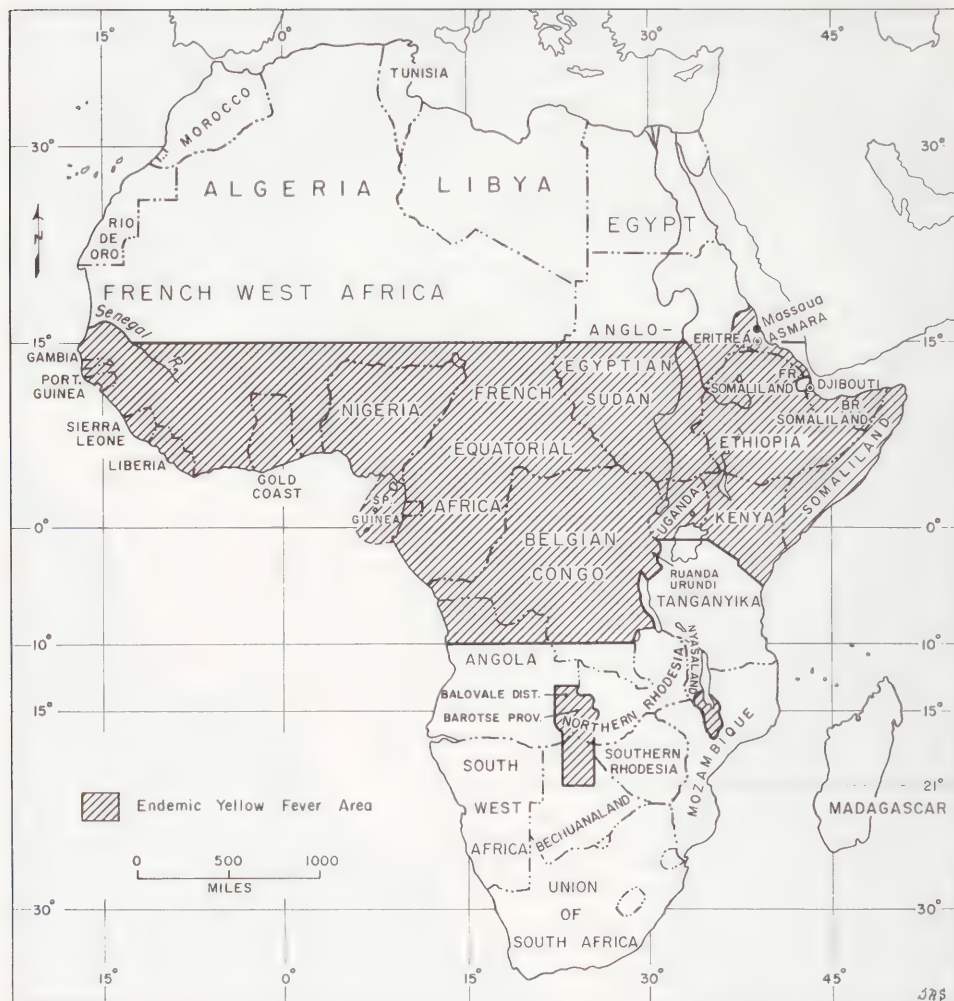 15°
0°
30°
45°
TUNISIA
MOROCCO
30°
30°
ALGERIA
LIBYA
EGYPT
RIO
DE
ORO
N
FRENCH WEST AFRICA
Senegal R.
ANGLO-
Massaua
ASMARA
ERITREA
15°
15°
GAMBIA
PORT.
GUINEA
EGYPTIAN
SUDAN
FRENCH
FR.
SOMALILAND
DJIBOUTI
NIGERIA
BR.
SOMALILAND
SIERRA
LEONE
ETHIOPIA
EQUATORIAL
LIBERIA
SOMALILAND
GOLD
COAST
SP.
GUINEA
AFRICA
UGANDA
KENYA
0°
0°
BELGIAN
CONGO
RUANDA
URUNDI
TANGANYIKA
10°
10°
ANGOLA
NYASALAND
BALOVALE DIST.
NORTHERN RHODESIA
BAROTSE PROV.
15°
15°
MOZAMBIQUE
SOUTH
SOUTHERN
RHODESIA
21°
WEST
Endemic Yellow Fever Area
MADAGASCAR
BECHUANALAND
AFRICA
0 500 1000
MILES
UNION
OF
SOUTH AFRICA
30°
30°
15°
0°
15°
30°
45°
JAS